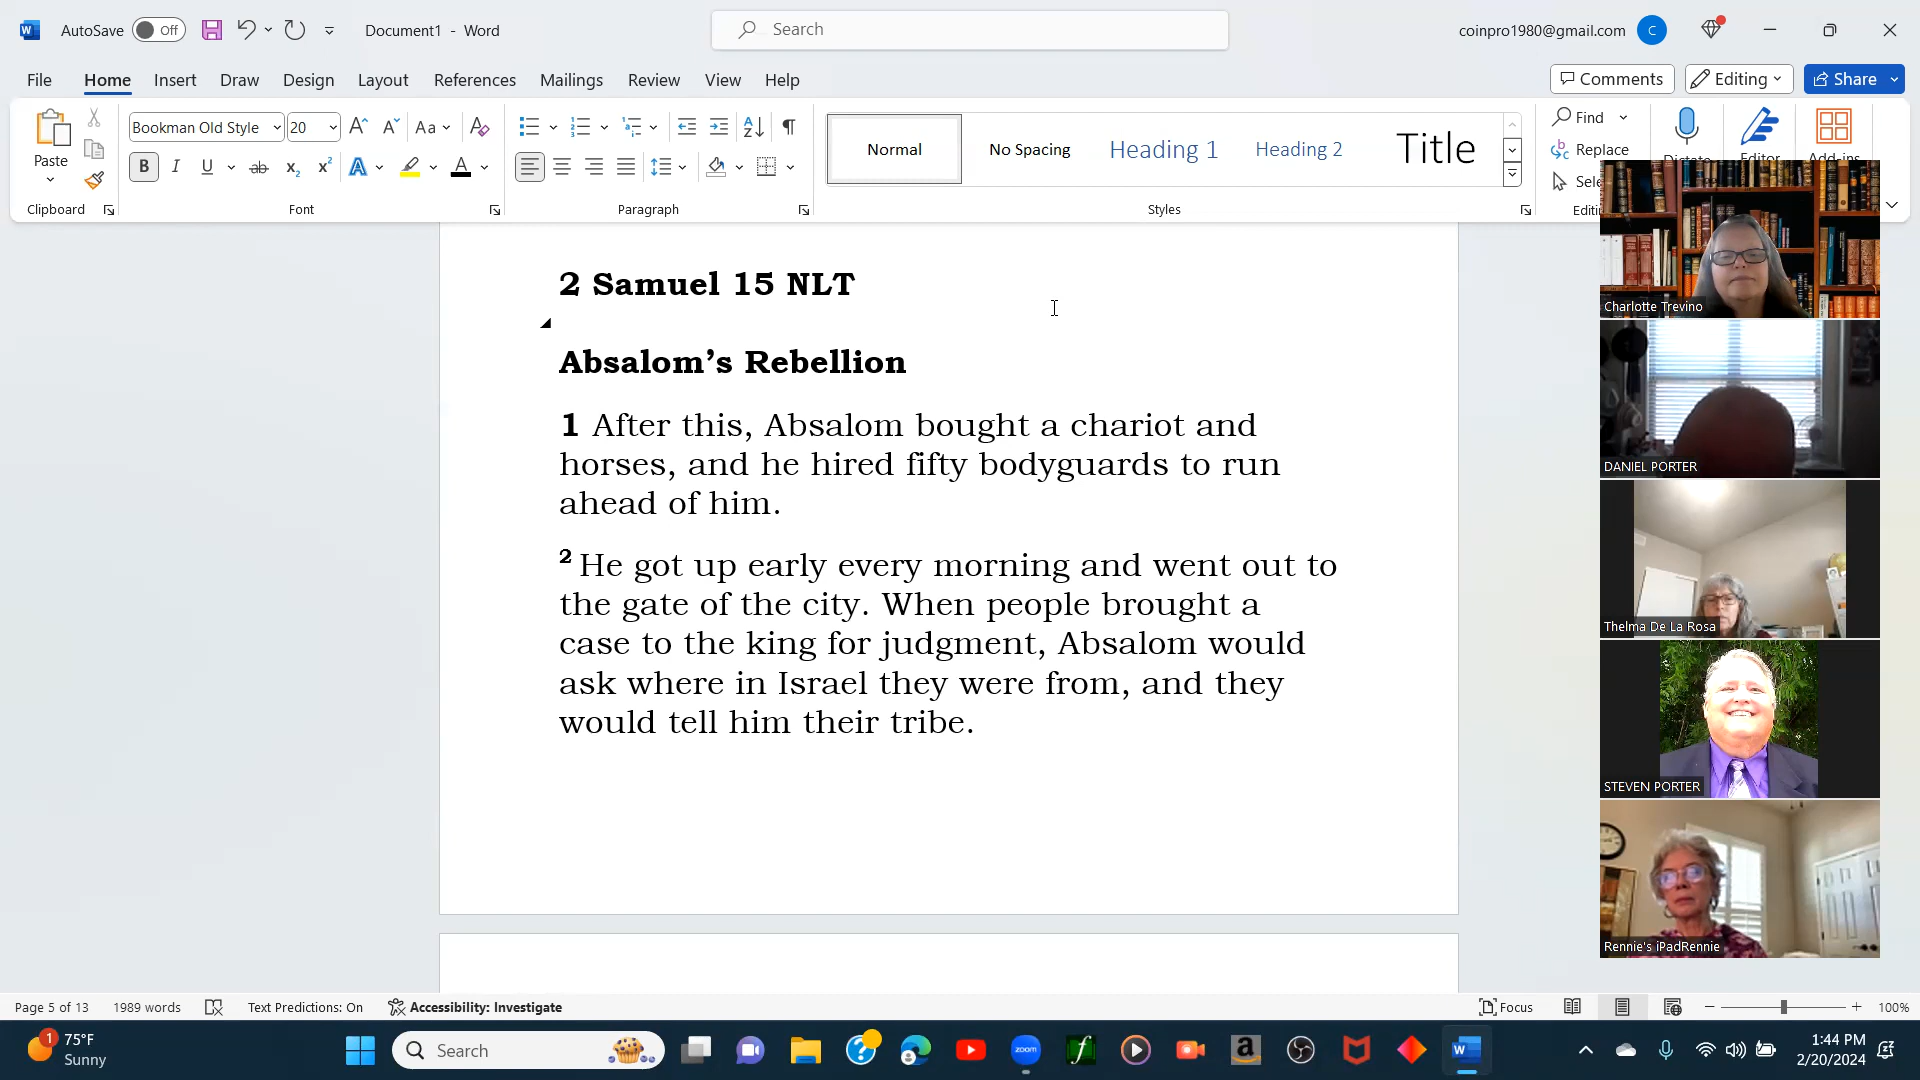 AutoSave Off Document1 - Word Search coinpro1980@gmail.com C
File Home Insert Draw Design Layout References Mailings Review View Help Comments Editing Share
Paste
Bookman Old Style 20
Normal No Spacing Heading 1 Heading 2 Title
Find
Replace
Clipboard Font Paragraph Styles
2 Samuel 15 NLT
Absalom’s Rebellion
1 After this, Absalom bought a chariot and
horses, and he hired fifty bodyguards to run
ahead of him.
2 He got up early every morning and went out to
the gate of the city. When people brought a
case to the king for judgment, Absalom would
ask where in Israel they were from, and they
would tell him their tribe.
Charlotte Trevino
DANIEL PORTER
Thelma De La Rosa
STEVEN PORTER
Rennie's iPadRennie
Page 5 of 13 1989 words Text Predictions: On Accessibility: Investigate Focus 100%
1 75°F
Sunny
Search
zoom
1:44 PM
2/20/2024